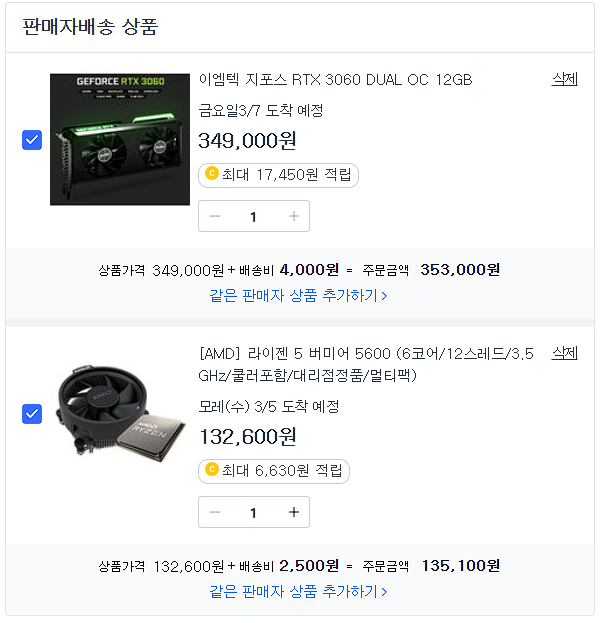 판매자배송 상품
GEFORCE RTX 3060
이엠텍 지포스 RTX 3060 DUAL OC 12GB
삭제
금요일3/7 도착 예정
349,000원
C 최대 17,450원 적립
− 1 +
상품가격 349,000원 + 배송비 4,000원 = 주문금액 353,000원
같은 판매자 상품 추가하기 >
[AMD] 라이젠 5 버미어 5600 (6코어/12스레드/3.5
삭제
GHz/쿨러포함/대리점정품/멀티팩)
AMD
AMD
RYZEN
모레(수) 3/5 도착 예정
132,600원
C 최대 6,630원 적립
− 1 +
상품가격 132,600원 + 배송비 2,500원 = 주문금액 135,100원
같은 판매자 상품 추가하기 >